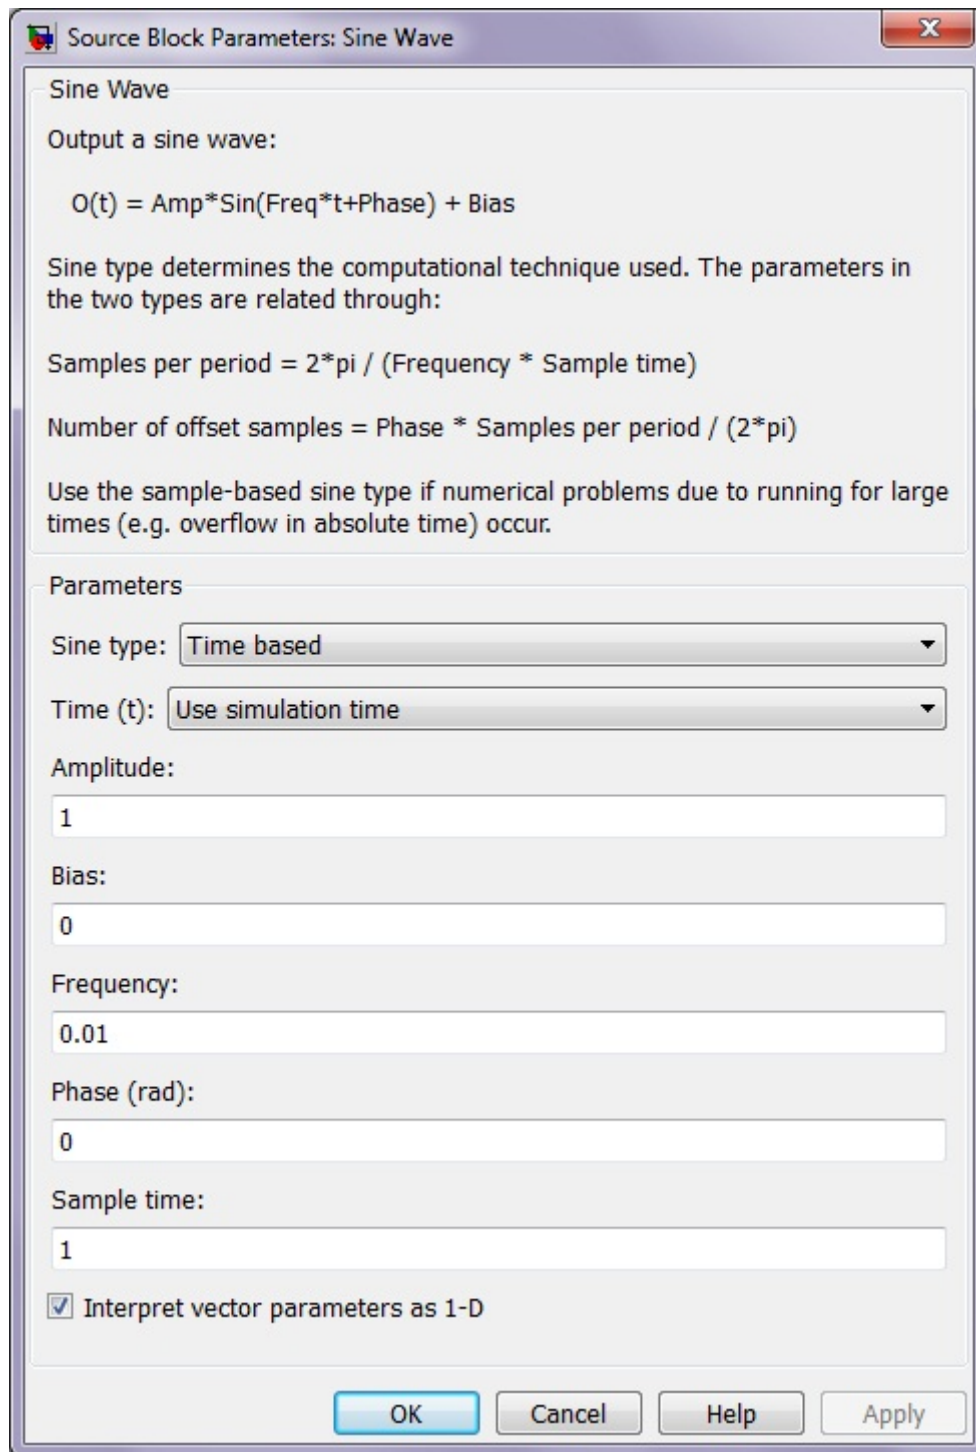 Source Block Parameters: Sine Wave
Sine Wave
Output a sine wave:
O(t) = Amp*Sin(Freq*t+Phase) + Bias
Sine type determines the computational technique used. The parameters in
the two types are related through:
Samples per period = 2*pi / (Frequency * Sample time)
Number of offset samples = Phase * Samples per period / (2*pi)
Use the sample-based sine type if numerical problems due to running for large
times (e.g. overflow in absolute time) occur.
Parameters
Sine type: Time based
Time (t): Use simulation time
Amplitude:
1
Bias:
0
Frequency:
0.01
Phase (rad):
0
Sample time:
1
Interpret vector parameters as 1-D
OK Cancel Help Apply